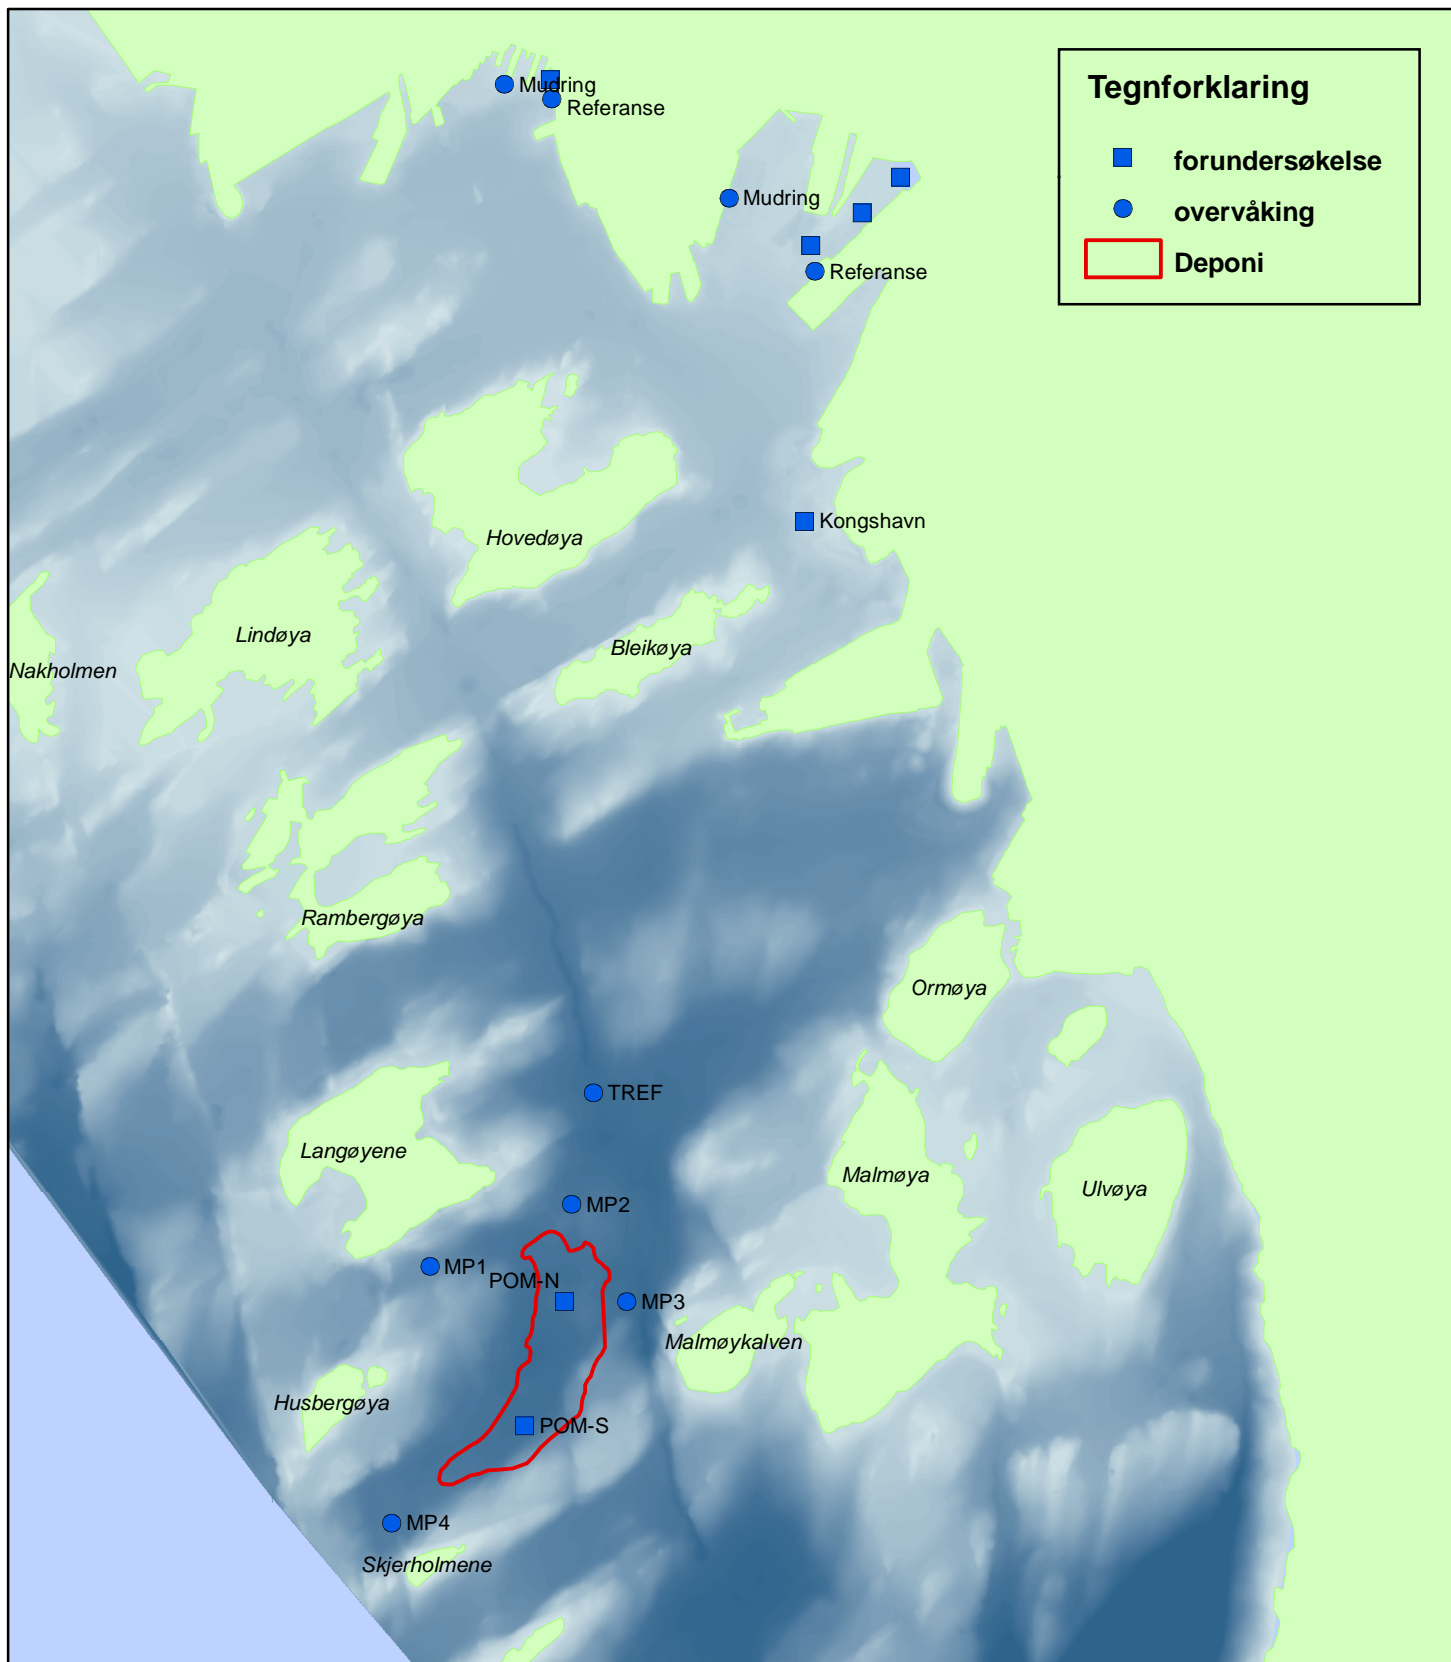 Tegnforklaring
forundersøkelse
overvåking
Deponi
Mudring
Referanse
Mudring
Referanse
Kongshavn
Hovedøya
Lindøya
Bleikøya
Nakholmen
Rambergøya
Ormøya
TREF
Langøyene
Malmøya
Ulvøya
MP2
MP1
POM-N
MP3
Malmøykalven
Husbergøya
POM-S
MP4
Skjerholmene